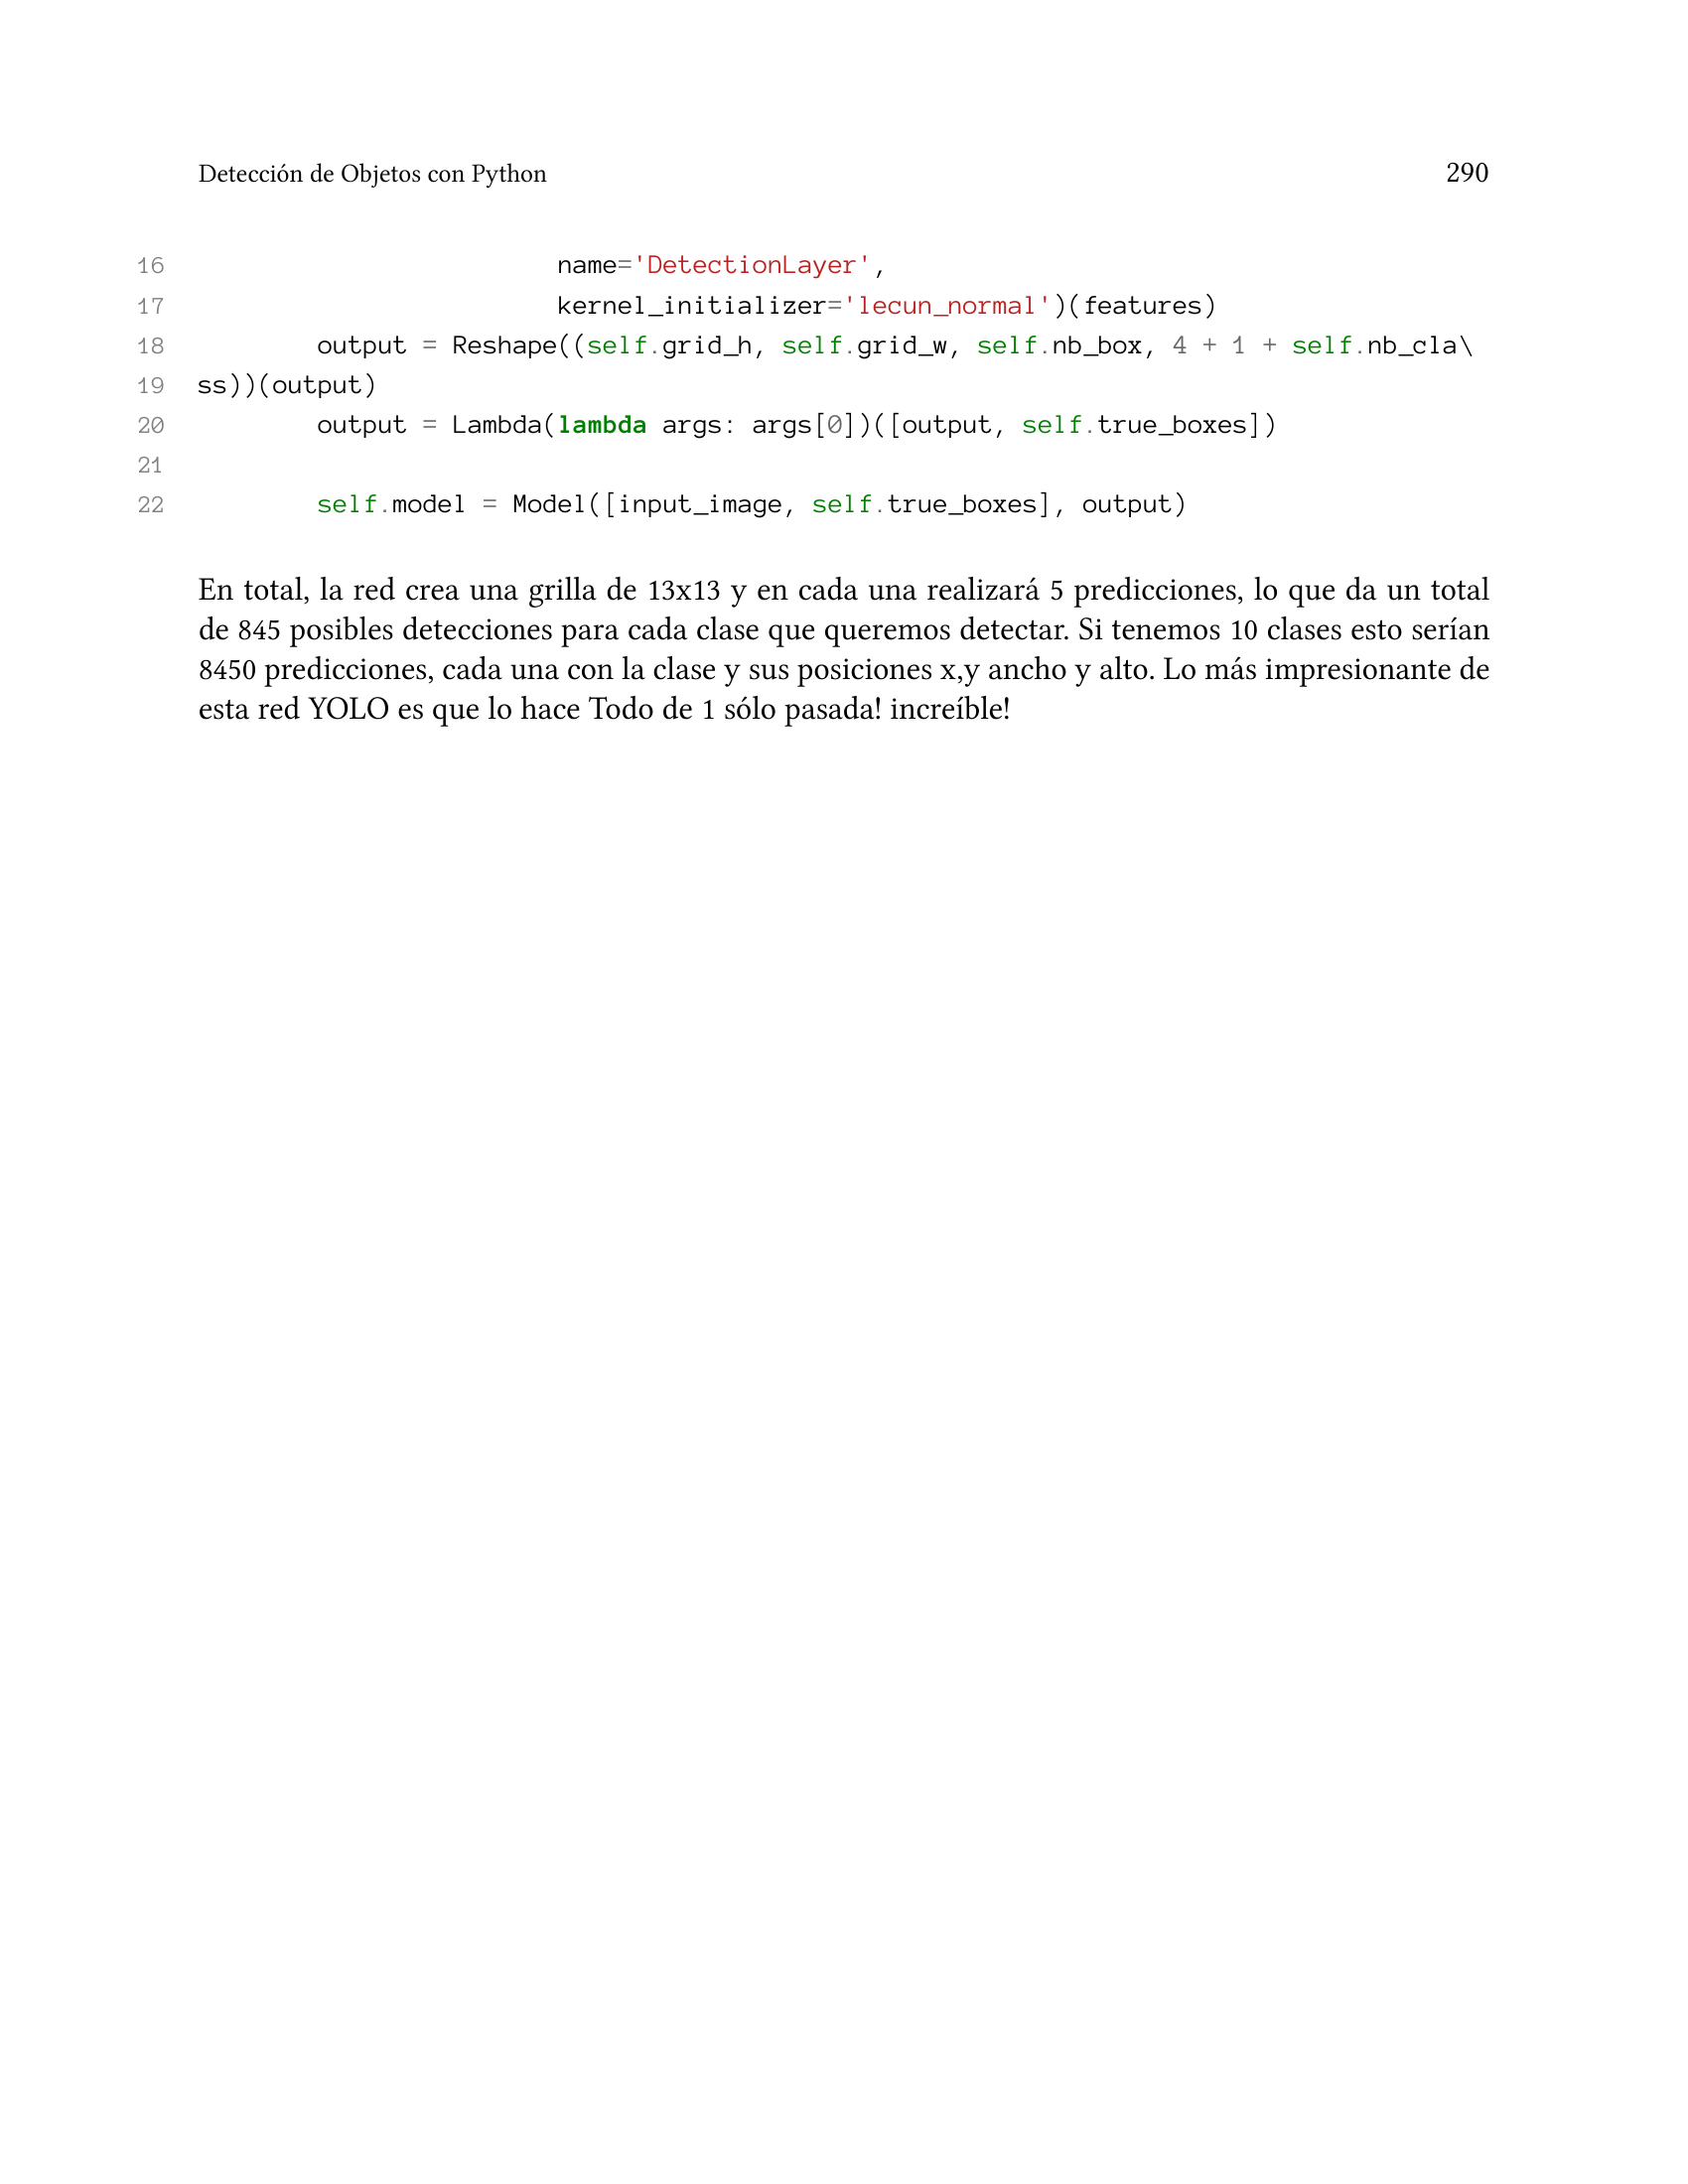 Detección de Objetos con Python 290
16 name='DetectionLayer',
17 kernel_initializer='lecun_normal')(features)
18 output = Reshape((self.grid_h, self.grid_w, self.nb_box, 4 + 1 + self.nb_cla\
19 ss))(output)
20 output = Lambda(lambda args: args[0])([output, self.true_boxes])
21
22 self.model = Model([input_image, self.true_boxes], output)
En total, la red crea una grilla de 13x13 y en cada una realizará 5 predicciones, lo que da un total
de 845 posibles detecciones para cada clase que queremos detectar. Si tenemos 10 clases esto serían
8450 predicciones, cada una con la clase y sus posiciones x,y ancho y alto. Lo más impresionante de
esta red YOLO es que lo hace Todo de 1 sólo pasada! increíble!